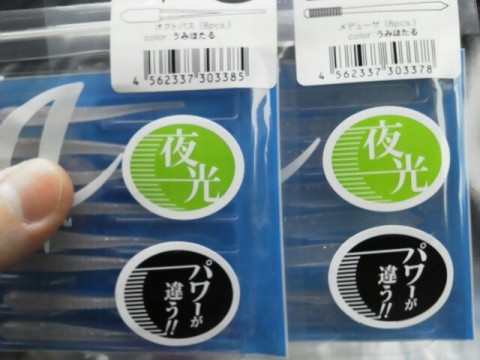 オクトパス (8pcs.)
color:うみほたる
4 562337 303385
夜光
パワーが
違う!!
メデューサ (8pcs.)
color:うみほたる
4 562337 303378
夜光
パワーが
違う!!